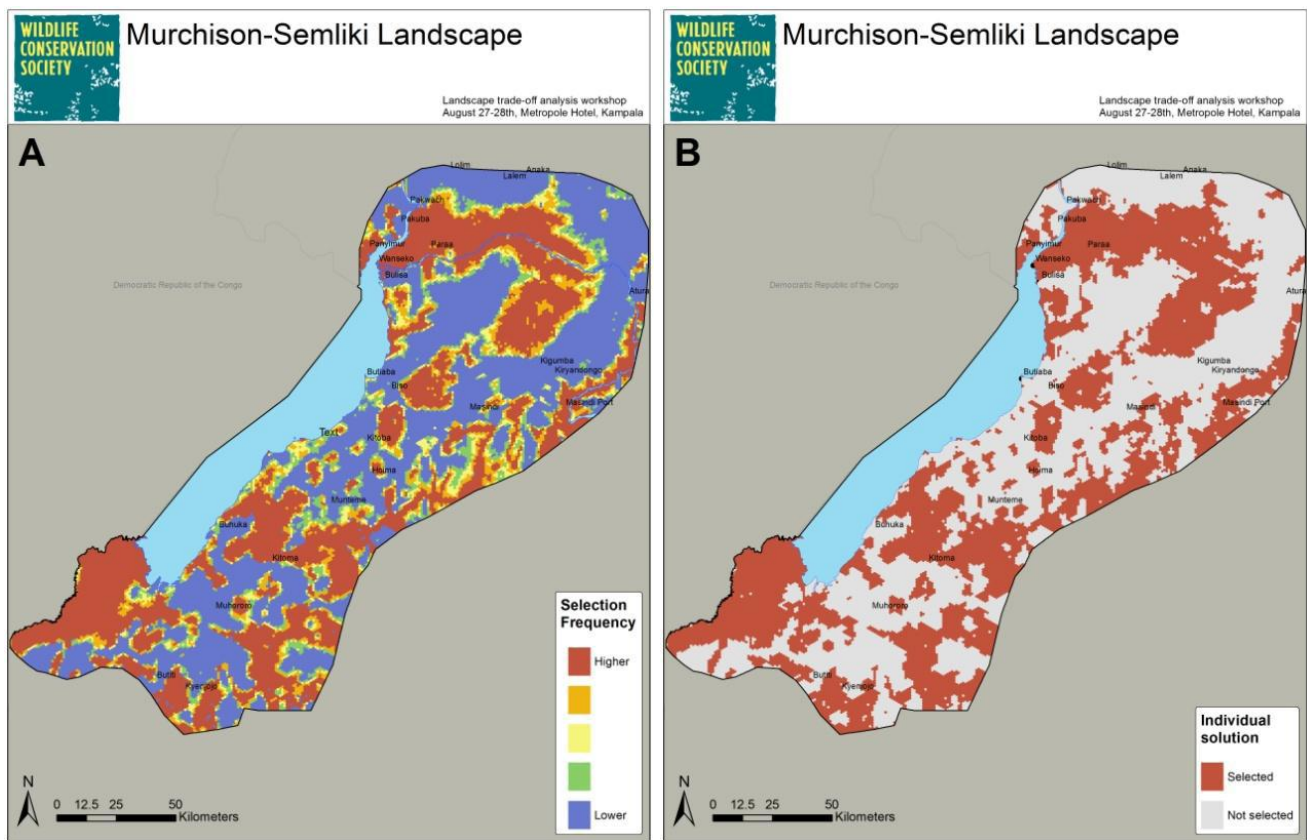 WILDLIFE
CONSERVATION
SOCIETY
Murchison-Semliki Landscape
Landscape trade-off analysis workshop
August 27-28th, Metropole Hotel, Kampala
A
Lolim
Anaka
Lalem
Pakwach
Pakuba
Panyimur
Paraa
Wanseko
Bulisa
Democratic Republic of the Congo
Atura
Kigumba
Kiryandongo
Butiaba
Biso
Masindi
Masindi Port
Text
Kitoba
Hoima
Munteme
Buhuka
Kitoma
Muhororo
Butiti
Kyenjojo
Selection
Frequency
Higher
Lower
N
0 12.5 25 50
Kilometers
WILDLIFE
CONSERVATION
SOCIETY
Murchison-Semliki Landscape
Landscape trade-off analysis workshop
August 27-28th, Metropole Hotel, Kampala
B
Lolim
Anaka
Lalem
Pakwach
Pakuba
Panyimur
Paraa
Wanseko
Bulisa
Democratic Republic of the Congo
Atura
Kigumba
Kiryandongo
Butiaba
Biso
Masindi
Masindi Port
Kitoba
Hoima
Munteme
Buhuka
Kitoma
Muhororo
Butiti
Kyenjojo
Individual
solution
Selected
Not selected
N
0 12.5 25 50
Kilometers